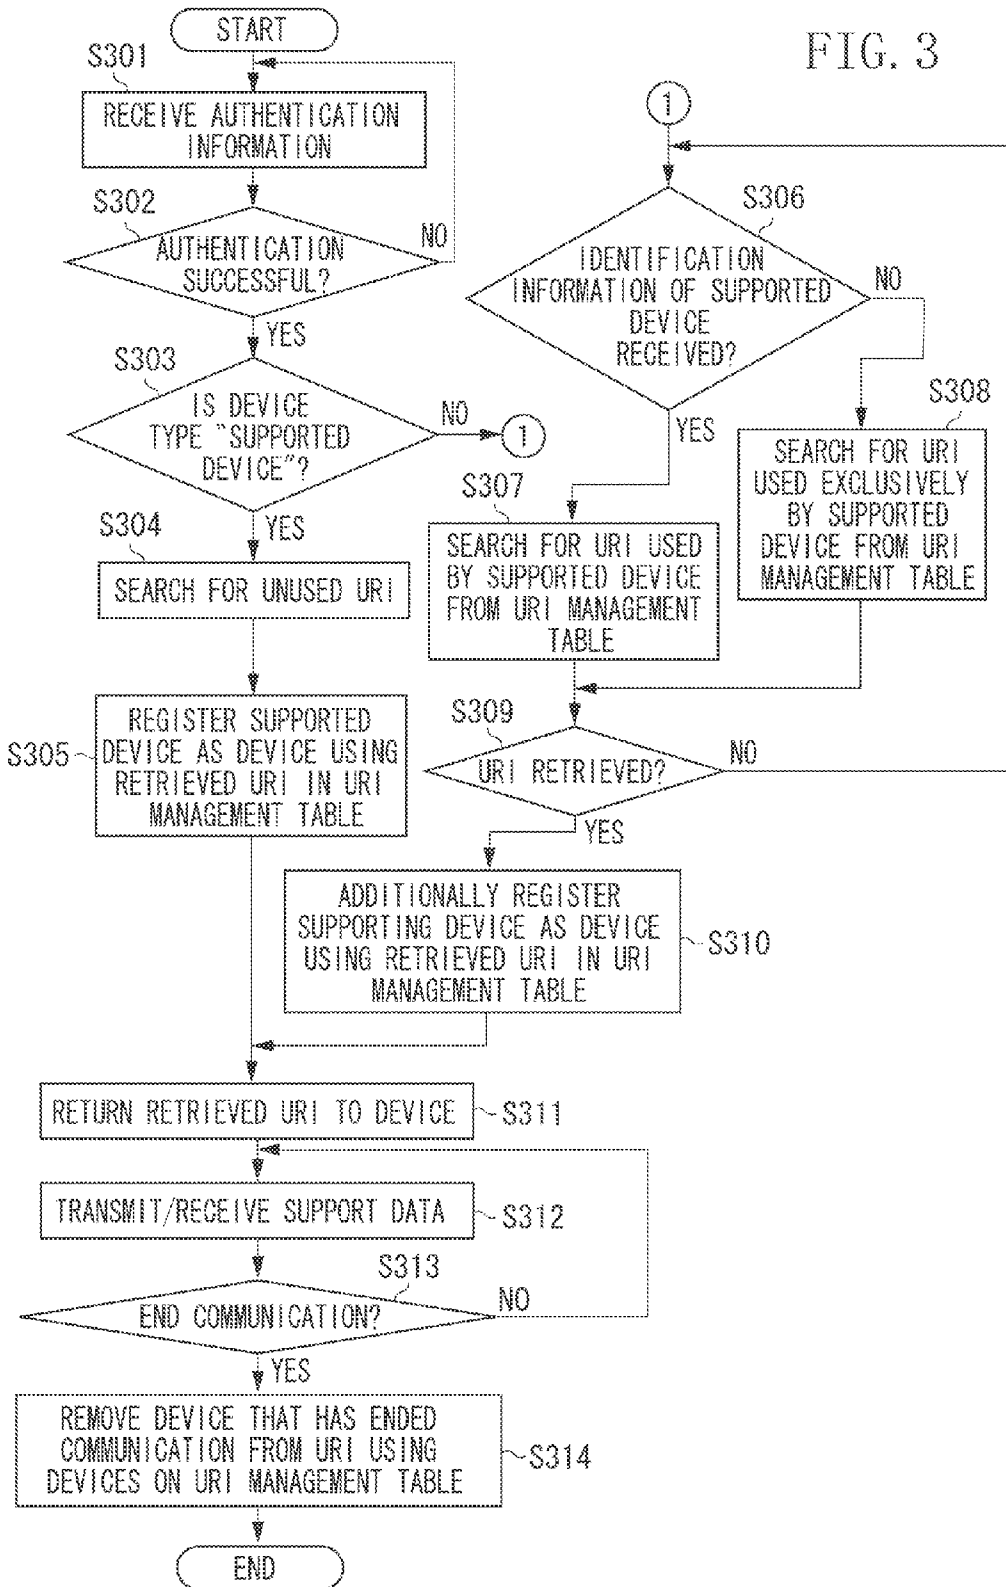 FIG. 3
START
S301
RECEIVE AUTHENTICATION
INFORMATION
S302
AUTHENTICATION
SUCCESSFUL?
NO
YES
S303
IS DEVICE
TYPE "SUPPORTED
DEVICE"?
NO
1
YES
S304
SEARCH FOR UNUSED URI
S305
REGISTER SUPPORTED
DEVICE AS DEVICE USING
RETRIEVED URI IN URI
MANAGEMENT TABLE
1
S306
IDENTIFICATION
INFORMATION OF SUPPORTED
DEVICE
RECEIVED?
NO
YES
S307
SEARCH FOR URI USED
BY SUPPORTED DEVICE
FROM URI MANAGEMENT
TABLE
S308
SEARCH FOR URI
USED EXCLUSIVELY
BY SUPPORTED
DEVICE FROM URI
MANAGEMENT TABLE
S309
URI RETRIEVED?
NO
YES
ADDITIONALLY REGISTER
SUPPORTING DEVICE AS DEVICE
USING RETRIEVED URI IN URI
MANAGEMENT TABLE
S310
RETURN RETRIEVED URI TO DEVICE
S311
TRANSMIT/RECEIVE SUPPORT DATA
S312
S313
END COMMUNICATION?
NO
YES
REMOVE DEVICE THAT HAS ENDED
COMMUNICATION FROM URI USING
DEVICES ON URI MANAGEMENT TABLE
S314
END